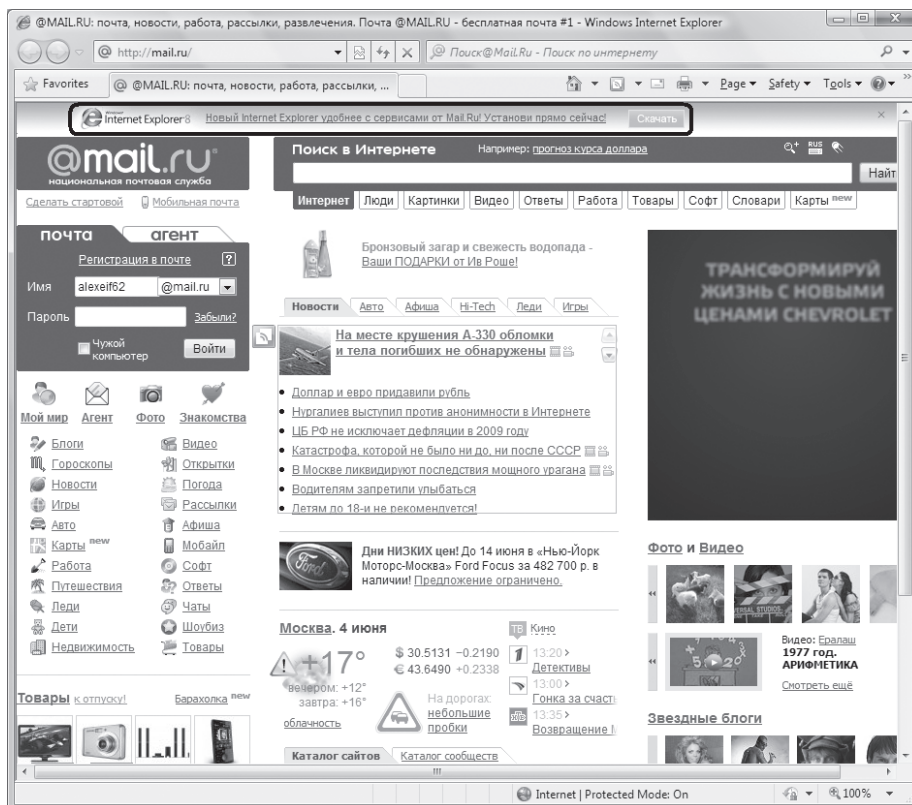 @MAIL.RU: почта, новости, работа, рассылки, развлечения. Почта @MAIL.RU - бесплатная почта #1 - Windows Internet Explorer
http://mail.ru/
Поиск@Mail.Ru - Поиск по интернету
Favorites
@MAIL.RU: почта, новости, работа, рассылки, ...
Page Safety Tools
Internet Explorer 8 Новый Internet Explorer удобнее с сервисами от Mail.Ru! Установи прямо сейчас! Скачать
@mail.ru
национальная почтовая служба
Сделать стартовой Мобильная почта
Поиск в Интернете Например: прогноз курса доллара RUS
Найт
Интернет Люди Картинки Видео Ответы Работа Товары Софт Словари Карты new
почта агент
Регистрация в почте ?
Имя alexeif62 @mail.ru
Пароль Забыли?
Чужой компьютер Войти
Мой мир Агент Фото Знакомства
Блоги Видео
Гороскопы Открытки
Новости Погода
Игры Рассылки
Авто Афиша
Карты new Мобайл
Работа Софт
Путешествия Ответы
Леди Чаты
Дети Шоубиз
Недвижимость Товары
Товары к отпуску! Барахолка new
Бронзовый загар и свежесть водопада -
Ваши ПОДАРКИ от Ив Роше!
Новости Авто Афиша Hi-Tech Леди Игры
На месте крушения А-330 обломки
и тела погибших не обнаружены
Доллар и евро придавили рубль
Нургалиев выступил против анонимности в Интернете
ЦБ РФ не исключает дефляции в 2009 году
Катастрофа, которой не было ни до, ни после СССР
В Москве ликвидируют последствия мощного урагана
Водителям запретили улыбаться
Детям до 18-и не рекомендуется!
Ford
Дни НИЗКИХ цен! До 14 июня в «Нью-Йорк
Моторс-Москва» Ford Focus за 482 700 р. в
наличии! Предложение ограничено.
Москва. 4 июня
+17°
вечером: +12°
завтра: +16°
облачность
$ 30.5131 −0.2190
€ 43.6490 +0.2338
На дорогах:
небольшие
пробки
ТВ Кино
13:20 >
Детективы
13:00 >
Гонка за счаст
13:35 >
Возвращение М
Каталог сайтов Каталог сообществ
ТРАНСФОРМИРУЙ
ЖИЗНЬ С НОВЫМИ
ЦЕНАМИ CHEVROLET
Фото и Видео
Видео: Ералаш
1977 год.
АРИФМЕТИКА
Смотреть ещё
Звездные блоги
Internet | Protected Mode: On 100%